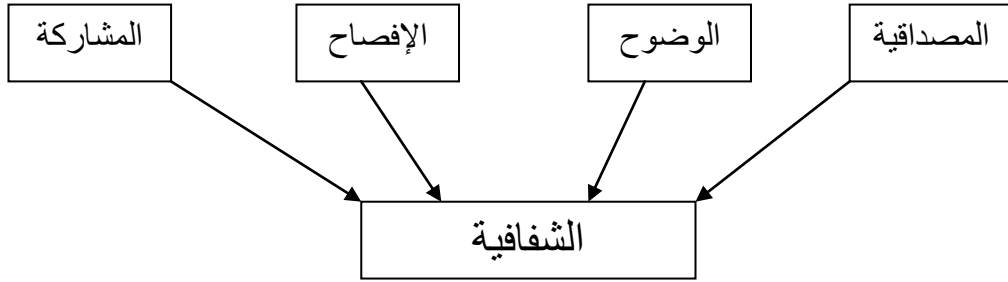 المصداقية
الوضوح
الإفصاح
المشاركة
الشفافية